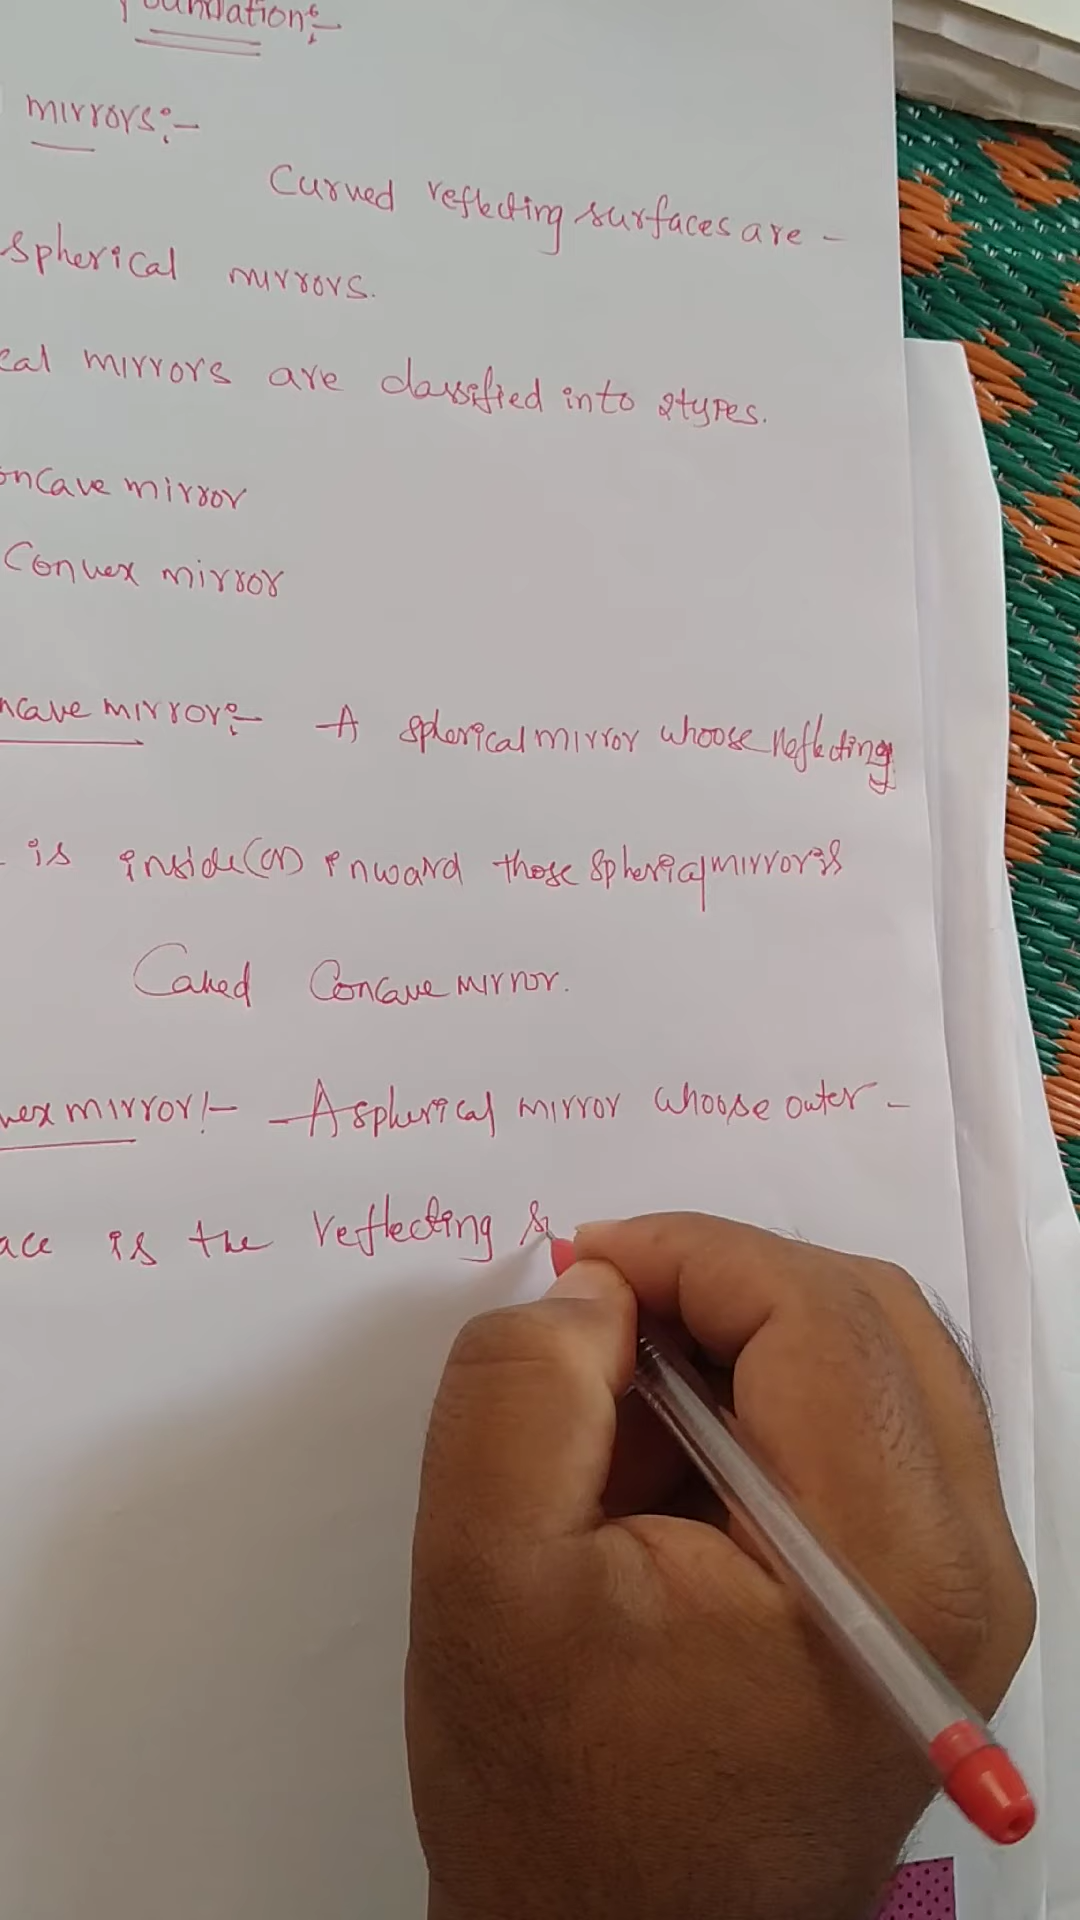 Foundation:-
mirrors:-
Curved reflecting surfaces are -
spherical mirrors.
cal mirrors are classified into 2types.
oncave mirror
Convex mirror
ncave mirror:- A spherical mirror whoose reflecting
is inside(or) inward those spherical mirror is
Called Concave mirror.
vex mirror:- A spherical mirror whoose outer -
ace is the reflecting s